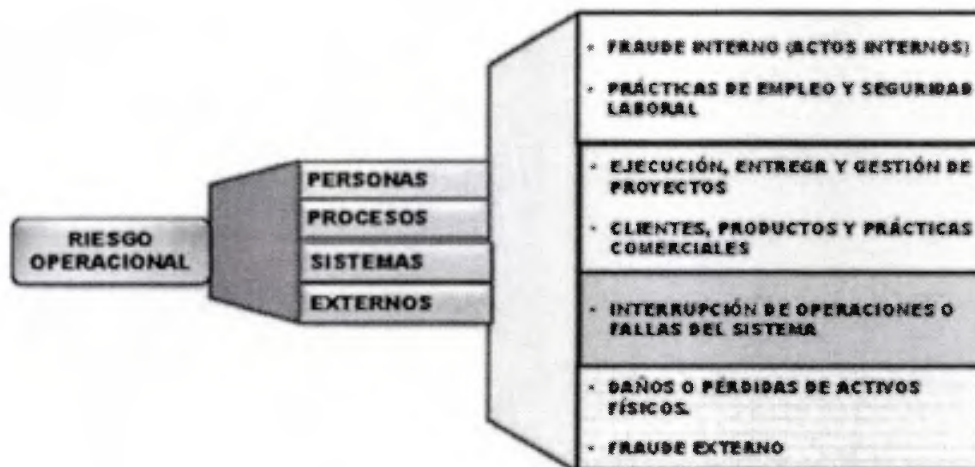 RIESGO
OPERACIONAL
PERSONAS
PROCESOS
SISTEMAS
EXTERNOS
• FRAUDE INTERNO (ACTOS INTERNOS)
• PRÁCTICAS DE EMPLEO Y SEGURIDAD
LABORAL
• EJECUCIÓN, ENTREGA Y GESTIÓN DE
PROYECTOS
• CLIENTES, PRODUCTOS Y PRÁCTICAS
COMERCIALES
• INTERRUPCIÓN DE OPERACIONES O
FALLAS DEL SISTEMA
• DAÑOS O PÉRDIDAS DE ACTIVOS
FÍSICOS.
• FRAUDE EXTERNO